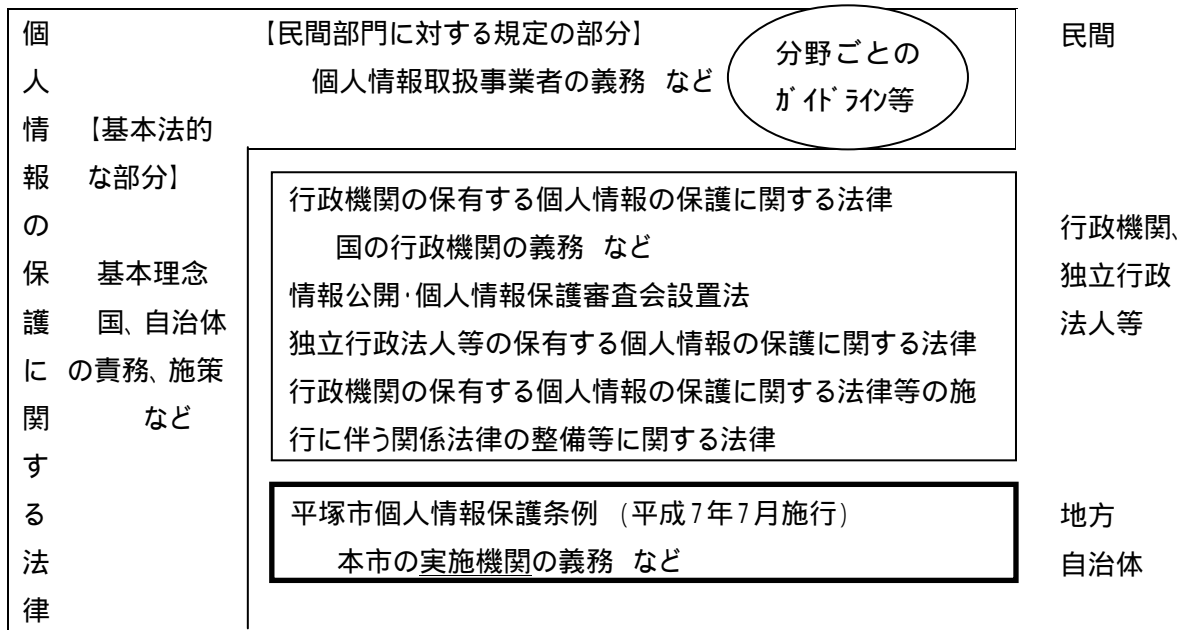 個人情報の保護に関する法律
【基本法的
な部分】
基本理念
国、自治体
の責務、施策
など
【民間部門に対する規定の部分】
個人情報取扱事業者の義務 など
分野ごとの
ガイドライン等
民間
行政機関の保有する個人情報の保護に関する法律
国の行政機関の義務 など
情報公開・個人情報保護審査会設置法
独立行政法人等の保有する個人情報の保護に関する法律
行政機関の保有する個人情報の保護に関する法律等の施
行に伴う関係法律の整備等に関する法律
行政機関、
独立行政
法人等
平塚市個人情報保護条例 (平成7年7月施行)
本市の実施機関の義務 など
地方
自治体